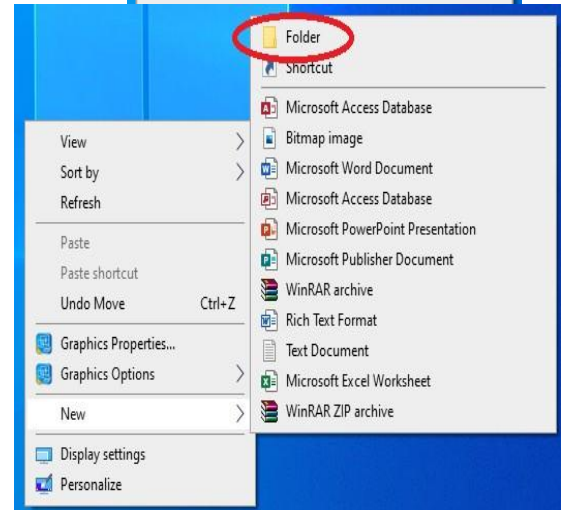 Folder
Shortcut
Microsoft Access Database
Bitmap image
Microsoft Word Document
Microsoft Access Database
Microsoft PowerPoint Presentation
Microsoft Publisher Document
WinRAR archive
Rich Text Format
Text Document
Microsoft Excel Worksheet
WinRAR ZIP archive
View
Sort by
Refresh
Paste
Paste shortcut
Undo Move Ctrl+Z
Graphics Properties...
Graphics Options
New
Display settings
Personalize